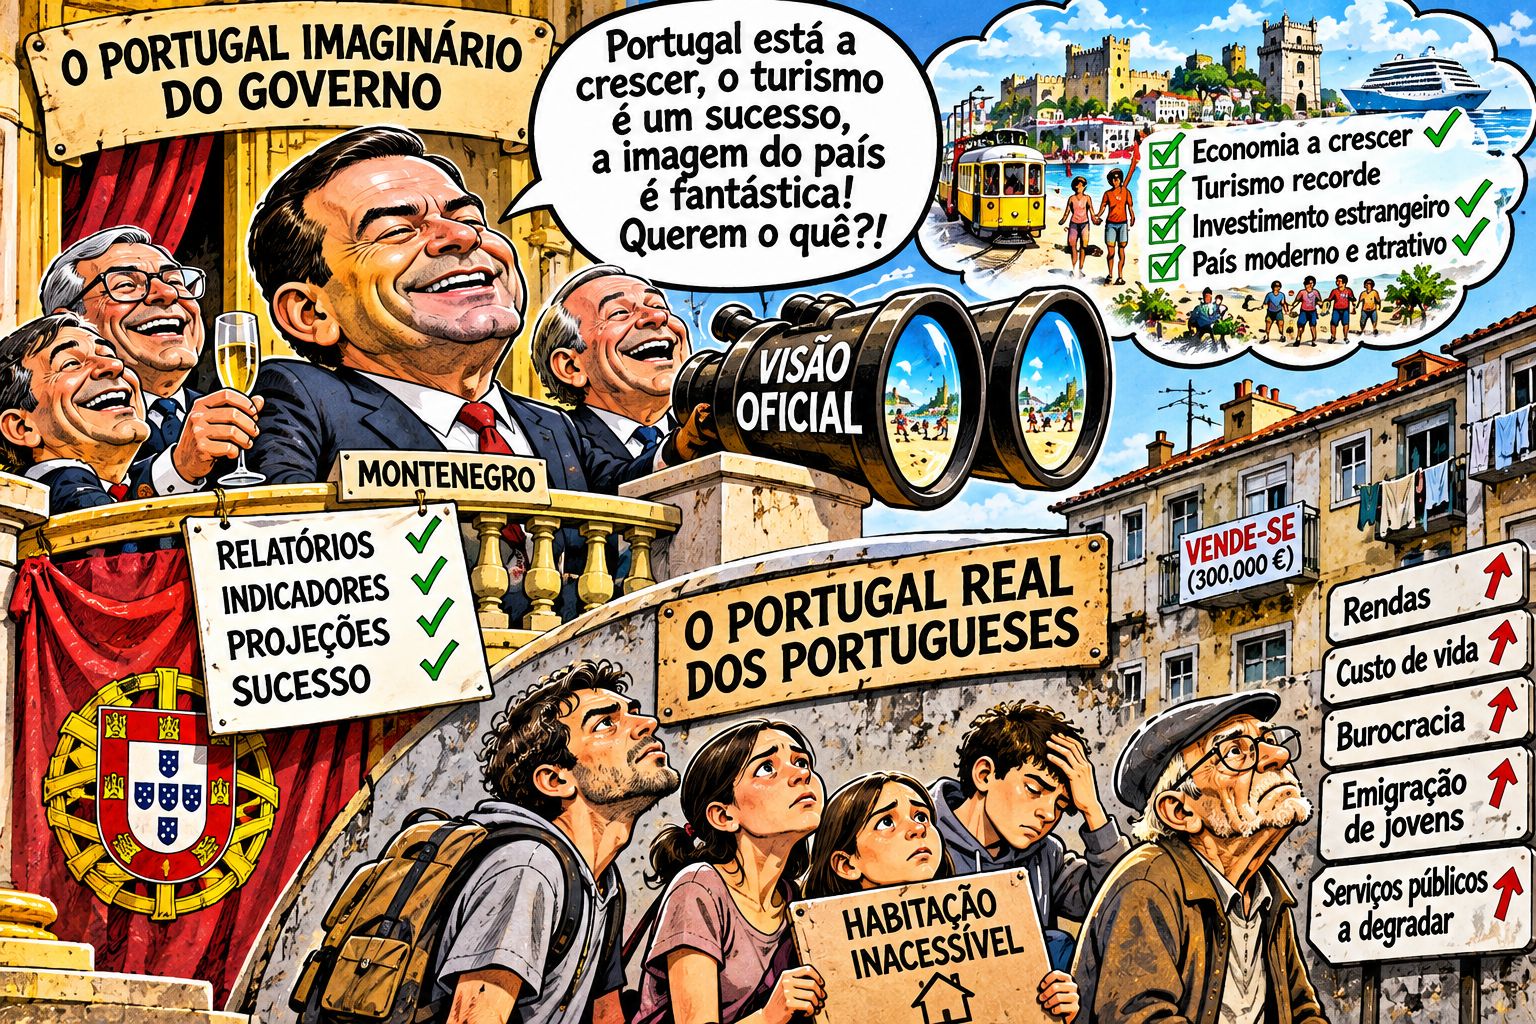 O PORTUGAL IMAGINÁRIO
DO GOVERNO
Portugal está a
crescer, o turismo
é um sucesso,
a imagem do país
é fantástica!
Querem o quê?!
Economia a crescer
Turismo recorde
Investimento estrangeiro
País moderno e atrativo
VISÃO
OFICIAL
MONTENEGRO
RELATÓRIOS
INDICADORES
PROJEÇÕES
SUCESSO
O PORTUGAL REAL
DOS PORTUGUESES
VENDE-SE
(300.000 €)
Rendas
Custo de vida
Burocracia
Emigração
de jovens
Serviços públicos
a degradar
HABITAÇÃO
INACESSÍVEL